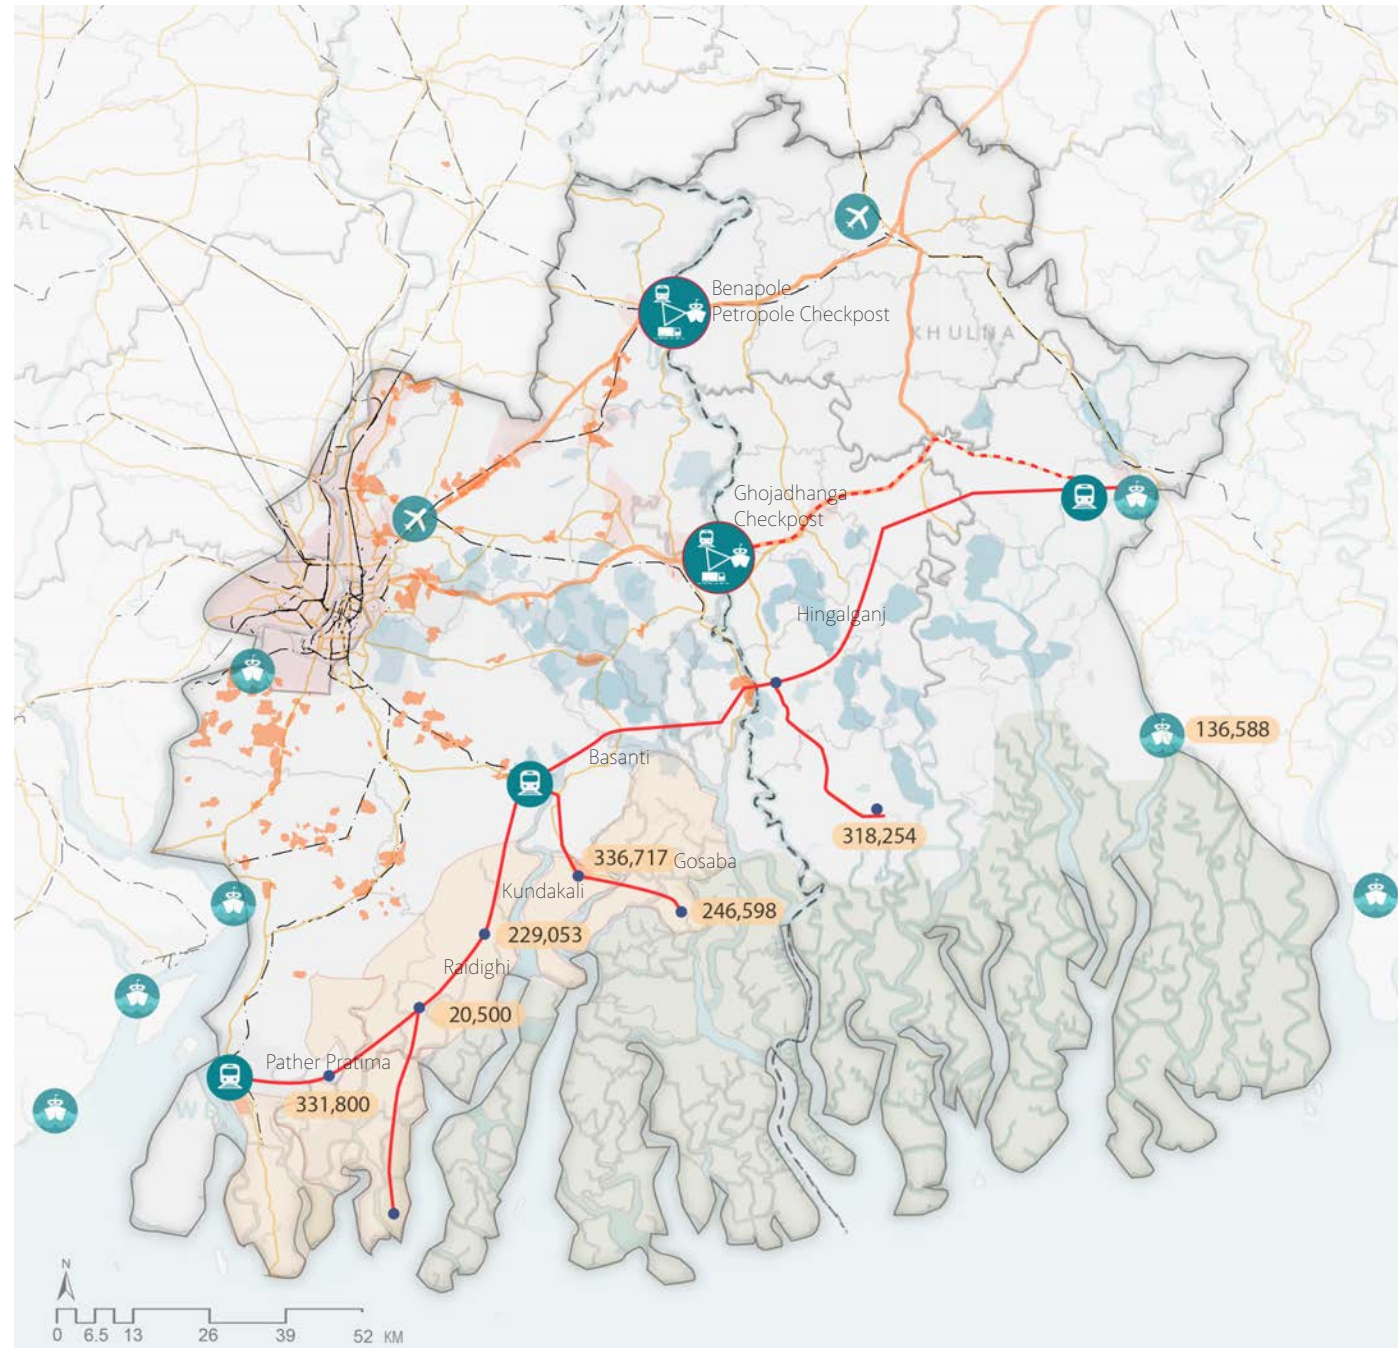 AL
Benapole
Petropole Checkpost
KHULNA
Ghojadhanga
Checkpost
Hingalganj
136,588
Basanti
318,254
336,717
Gosaba
Kundakali
246,598
229,053
Raidighi
20,500
Pather Pratima
331,800
N
0 6.5 13 26 39 52 KM